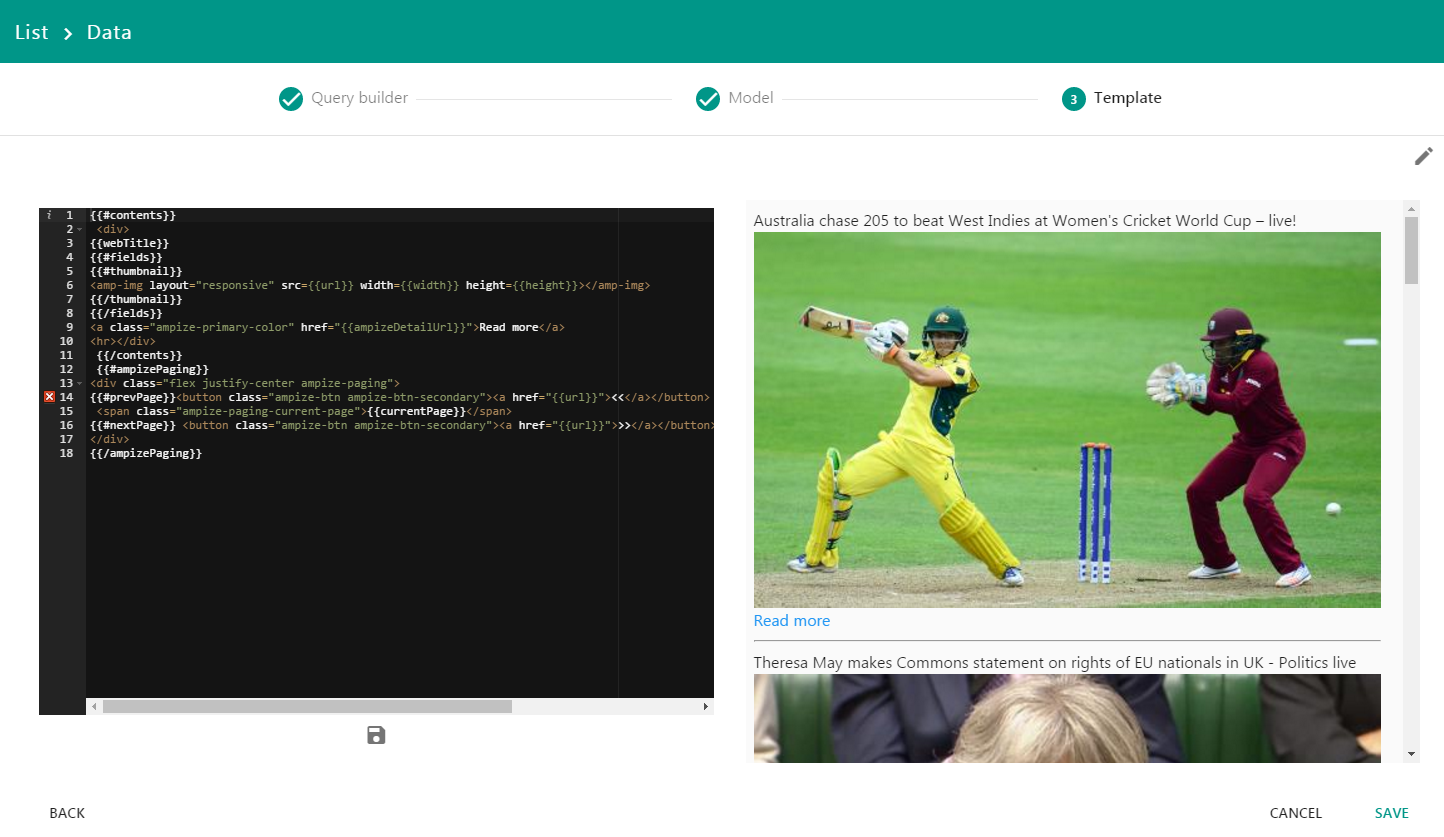 List > Data
Query builder
Model
3 Template
i 1 {{#contents}}
2 <div>
3 {{webTitle}}
4 {{#fields}}
5 {{#thumbnail}}
6 <amp-img layout="responsive" src={{url}} width={{width}} height={{height}}></amp-img>
7 {{/thumbnail}}
8 {{/fields}}
9 <a class="ampize-primary-color" href="{{ampizeDetailUrl}}">Read more</a>
10 <hr></div>
11 {{/contents}}
12 {{#ampizePaging}}
13 <div class="flex justify-center ampize-paging">
14 {{#prevPage}}<button class="ampize-btn ampize-btn-secondary"><a href="{{url}}"><<</a></button>
15 <span class="ampize-paging-current-page">{{currentPage}}</span>
16 {{#nextPage}} <button class="ampize-btn ampize-btn-secondary"><a href="{{url}}">>></a></button>
17 </div>
18 {{/ampizePaging}}
Australia chase 205 to beat West Indies at Women's Cricket World Cup – live!
Read more
Theresa May makes Commons statement on rights of EU nationals in UK - Politics live
BACK
CANCEL
SAVE